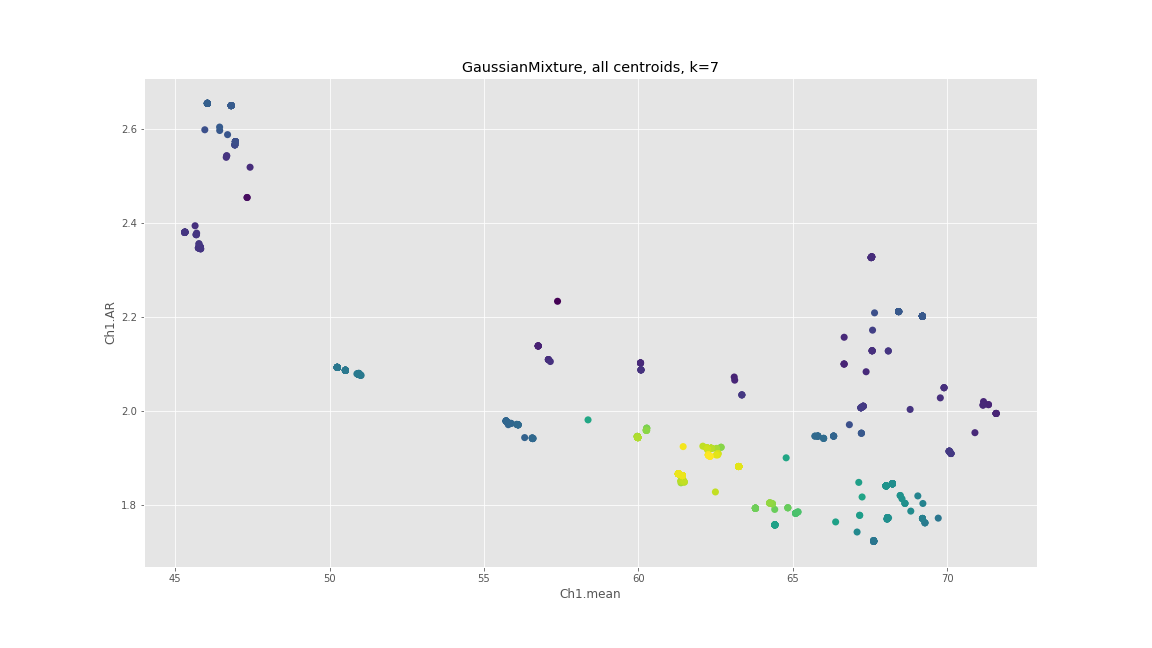 GaussianMixture, all centroids, k=7
2.6
2.4
2.2
2.0
1.8
Ch1.AR
45 50 55 60 65 70
Ch1.mean